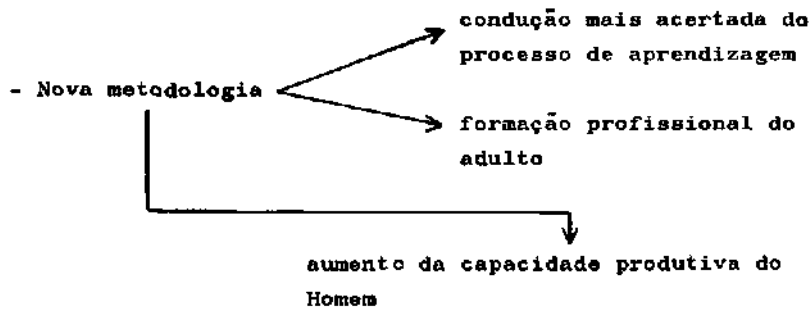 condução mais acertada do
processo de aprendizagem
- Nova metodologia
formação profissional do
adulto
aumento da capacidade produtiva do
Homem